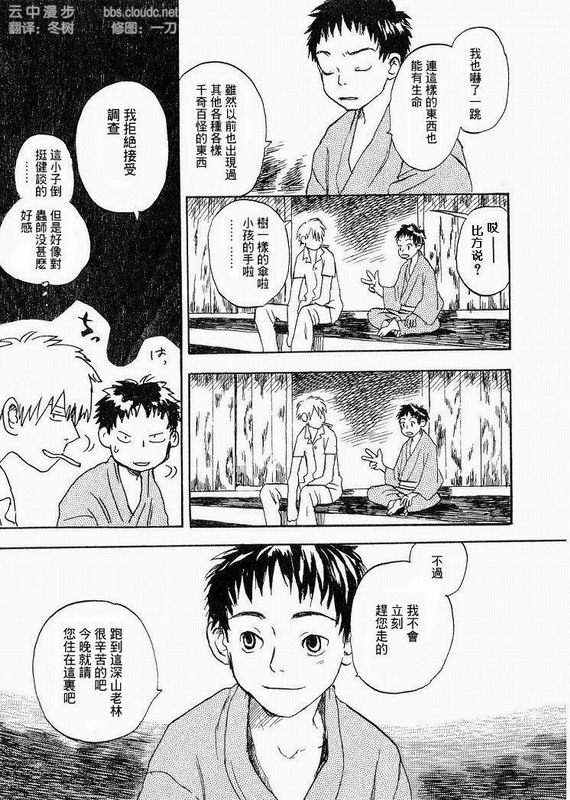 云中漫步 bbs.cloudc.net
翻译：冬树 修图：一刀
我也嚇了一跳
連這樣的東西也
能有生命
雖然以前也出現過
其他各種各樣
千奇百怪的東西
哎——
比方说？
樹一樣的傘啦
小孩的手啦
………
我拒絶接受
調查
這小子倒
挺健談的
……
但是好像對
蟲師没甚麽
好感
ちっ
はっ
不過
我不會
立刻
趕您走的
跑到這深山老林
很辛苦的吧
今晚就請
您住在這裏吧